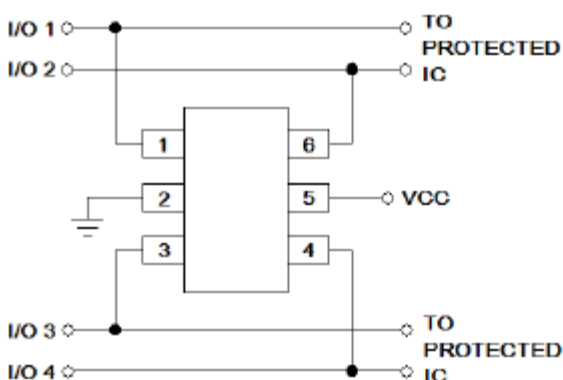 I/O 1
TO
PROTECTED
I/O 2
IC
1
6
2
5
VCC
3
4
I/O 3
TO
PROTECTED
I/O 4
IC